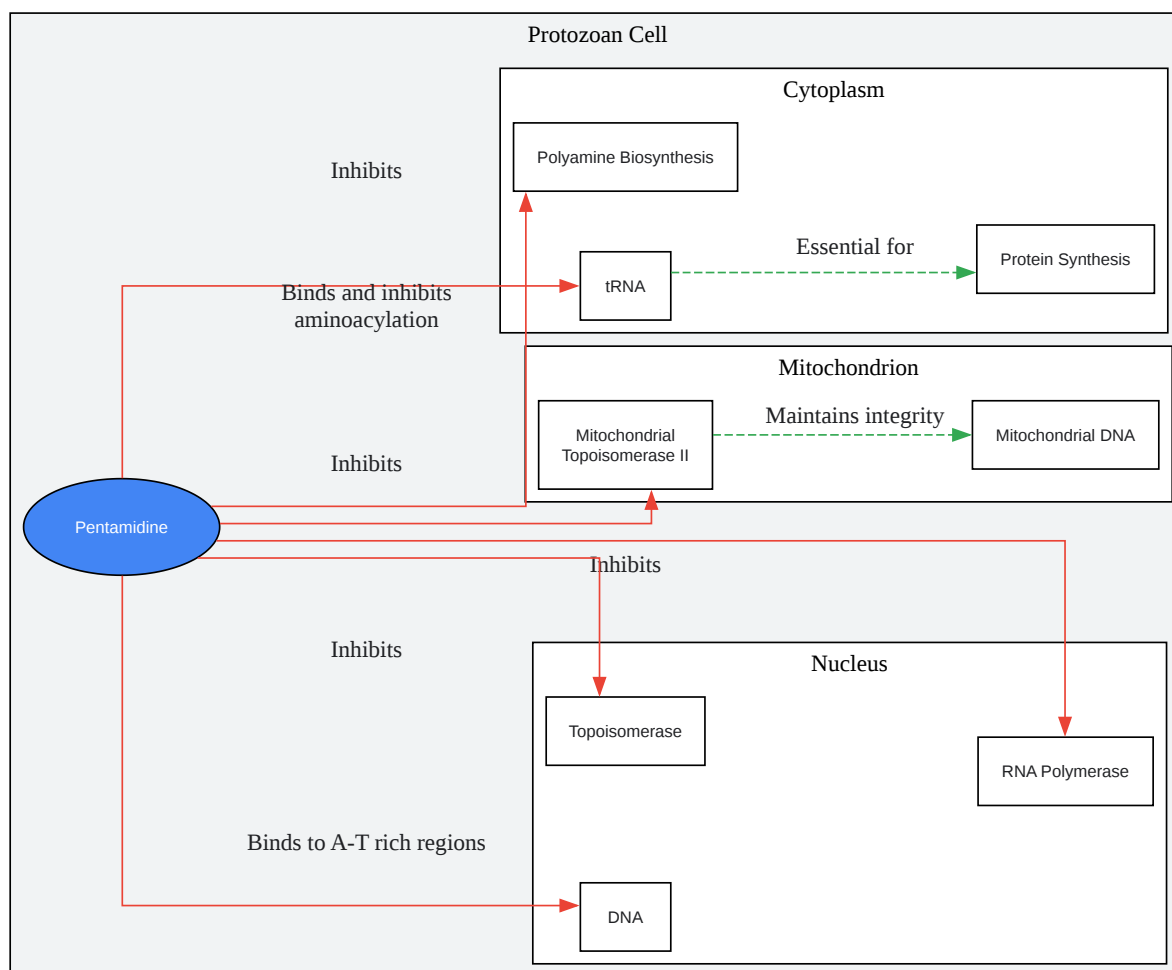 Protozoan Cell
Cytoplasm
Polyamine Biosynthesis
Inhibits
Essential for
Protein Synthesis
tRNA
Binds and inhibits
aminoacylation
Mitochondrion
Maintains integrity
Mitochondrial
Topoisomerase II
Mitochondrial DNA
Inhibits
Pentamidine
Inhibits
Inhibits
Nucleus
Topoisomerase
RNA Polymerase
Binds to A-T rich regions
DNA